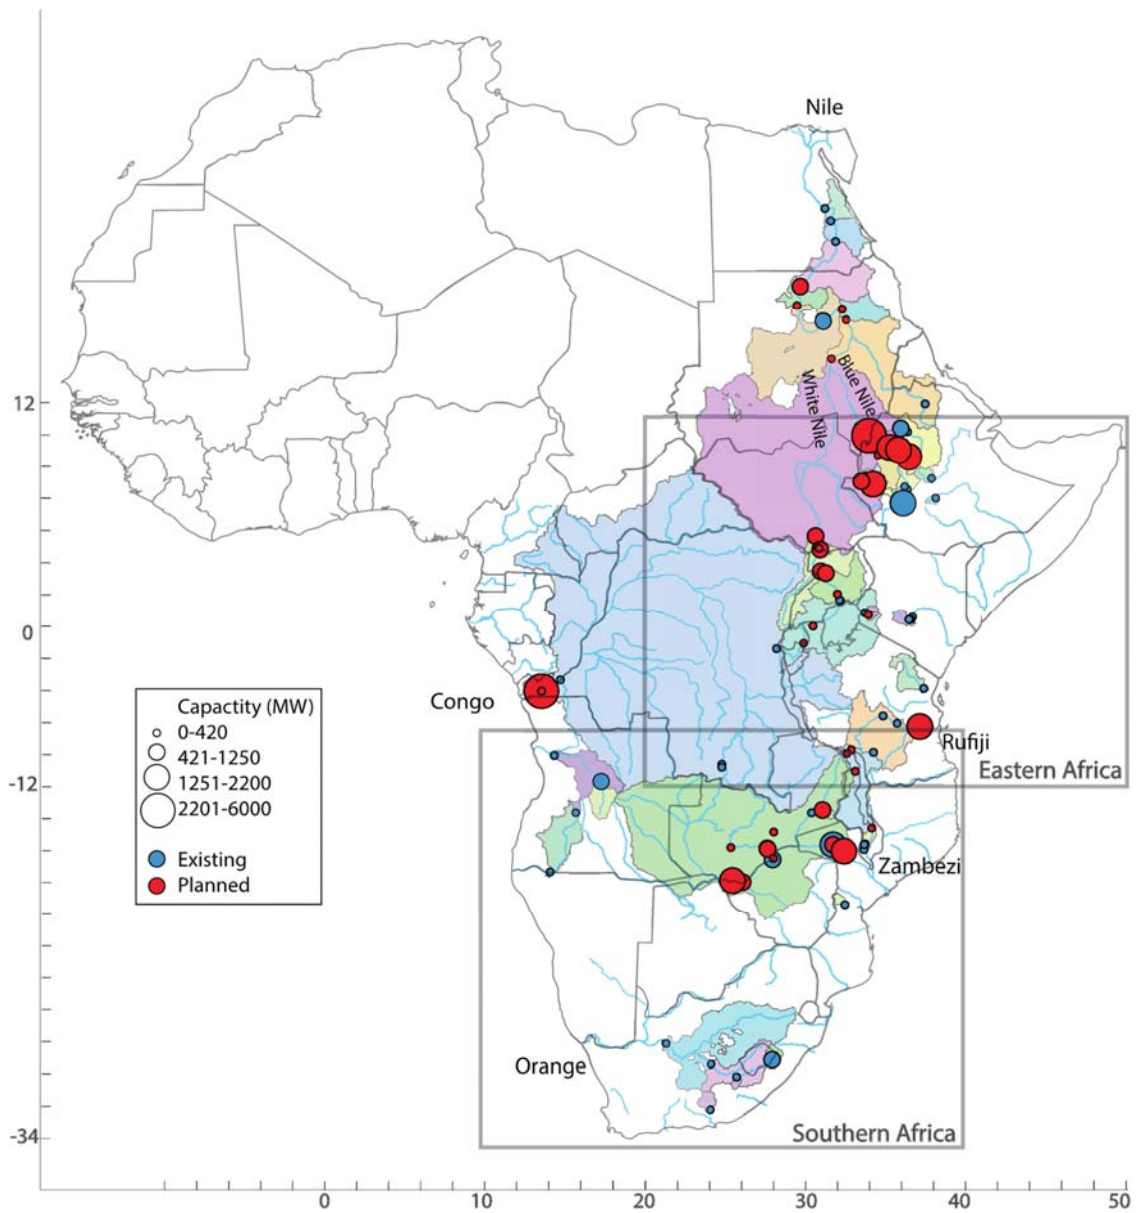 Nile
White Nile
Blue Nile
12
0
Congo
Capactity (MW)
0-420
421-1250
1251-2200
2201-6000
Existing
Planned
Rufiji
Eastern Africa
-12
Zambezi
Orange
Southern Africa
-34
0
10
20
30
40
50